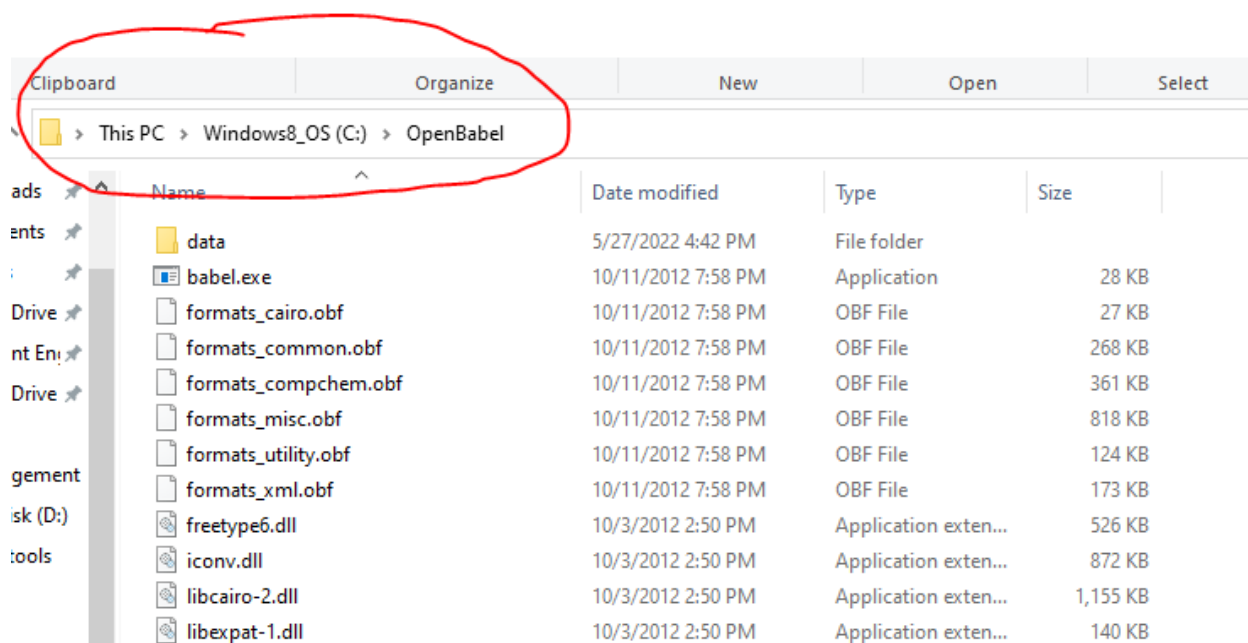 Clipboard Organize New Open Select
This PC Windows8_OS (C:) OpenBabel
Name Date modified Type Size
data 5/27/2022 4:42 PM File folder
babel.exe 10/11/2012 7:58 PM Application 28 KB
formats_cairo.obf 10/11/2012 7:58 PM OBF File 27 KB
formats_common.obf 10/11/2012 7:58 PM OBF File 268 KB
formats_compchem.obf 10/11/2012 7:58 PM OBF File 361 KB
formats_misc.obf 10/11/2012 7:58 PM OBF File 818 KB
formats_utility.obf 10/11/2012 7:58 PM OBF File 124 KB
formats_xml.obf 10/11/2012 7:58 PM OBF File 173 KB
freetype6.dll 10/3/2012 2:50 PM Application exten... 526 KB
iconv.dll 10/3/2012 2:50 PM Application exten... 872 KB
libcairo-2.dll 10/3/2012 2:50 PM Application exten... 1,155 KB
libexpat-1.dll 10/3/2012 2:50 PM Application exten... 140 KB
ads
ents
Drive
nt En
Drive
gement
isk (D:)
tools